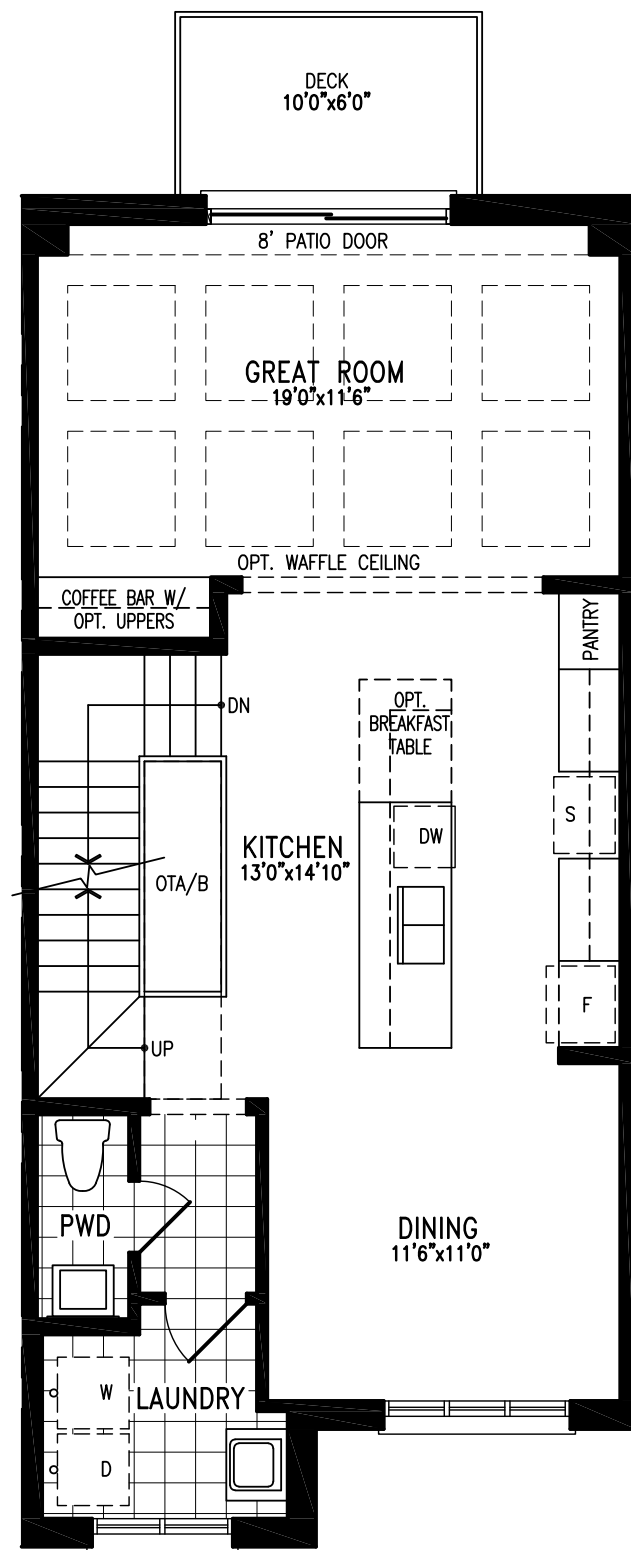 DECK
10'0"x6'0"
8' PATIO DOOR
GREAT ROOM
19'0"x11'6"
OPT. WAFFLE CEILING
COFFEE BAR W/
OPT. UPPERS
PANTRY
DN
OPT.
BREAKFAST
TABLE
S
DW
KITCHEN
13'0"x14'10"
OTA/B
F
UP
PWD
DINING
11'6"x11'0"
W
LAUNDRY
D